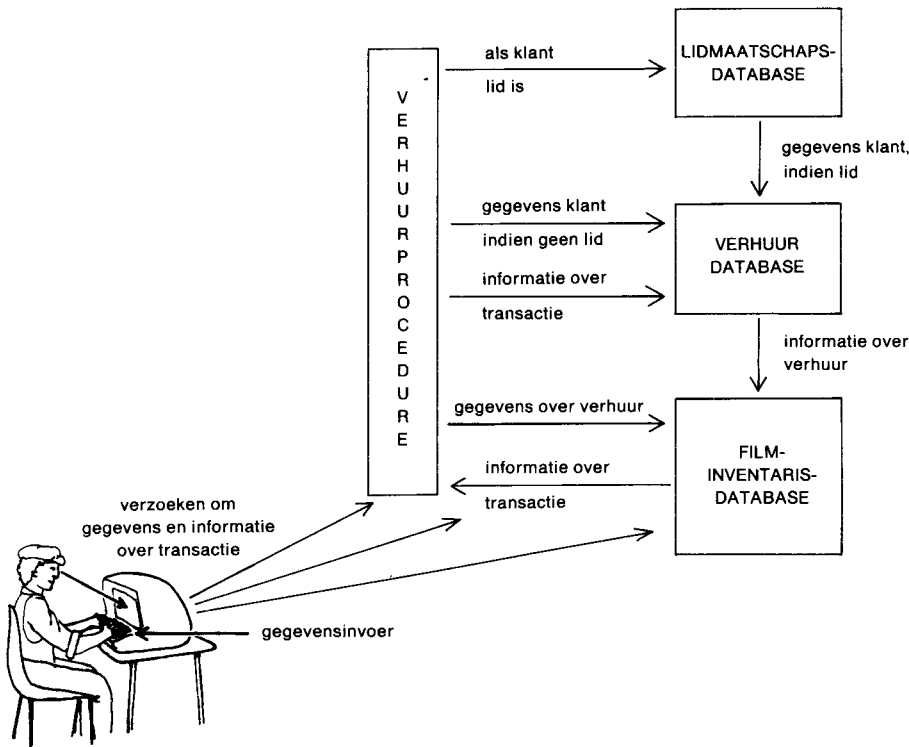 als klant
lid is
LIDMAATSCHAPS-
DATABASE
VERHUURPROCEDURE
gegevens klant,
indien lid
gegevens klant
indien geen lid
VERHUUR
DATABASE
informatie over
transactie
informatie over
verhuur
gegevens over verhuur
FILM-
INVENTARIS-
DATABASE
informatie over
transactie
verzoeken om
gegevens en informatie
over transactie
gegevensinvoer